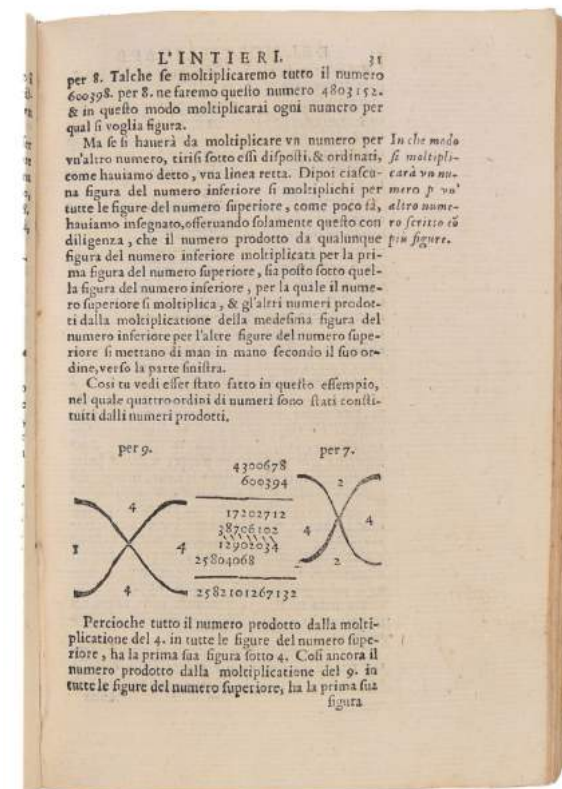 L'INTIERI. 31
per 8. Talche ſe moltiplicaremo tutto il numero
600398. per 8. ne faremo queſto numero 4803152.
& in queſto modo moltiplicarai ogni numero per
qual ſi voglia figura.
Ma ſe ſi hauerà da moltiplicare vn numero per
vn'altro numero, tiriſi ſotto eſſi diſpoſti, & ordinati,
come hauiamo detto, vna linea retta. Dipoi ciaſcu-
na figura del numero inferiore ſi moltiplichi per
tutte le figure del numero ſuperiore, come poco fà,
hauiamo inſegnato, oſſeruando ſolamente queſto con
diligenza, che il numero prodotto da qualunque
figura del numero inferiore moltiplicata per la pri-
ma figura del numero ſuperiore, ſia poſto ſotto quel-
la figura del numero inferiore, per la quale il nume-
ro ſuperiore ſi moltiplica, & gl'altri numeri prodot-
ti dalla moltiplicatione della medeſima figura del
numero inferiore per l'altre figure del numero ſupe-
riore ſi mettano di man in mano ſecondo il ſuo or-
dine, verſo la parte ſiniſtra.
In che modo
ſi moltipli-
carà vn nu-
mero p vn'
altro nume-
ro ſcritto cō
più figure.
Coſi tu vedi eſſer ſtato fatto in queſto eſſempio,
nel quale quattro ordini di numeri ſono ſtati conſti-
tuiti dalli numeri prodotti.
per 9. per 7.
4300678
600394
17202712
38706102
12902034
25804068
2582101267132
4
1 4
4
2
4 4
2
Percioche tutto il numero prodotto dalla molti-
plicatione del 4. in tutte le figure del numero ſupe-
riore, ha la prima ſua figura ſotto 4. Coſi ancora il
numero prodotto dalla moltiplicatione del 9. in
tutte le figure del numero ſuperiore, ha la prima ſua
figura